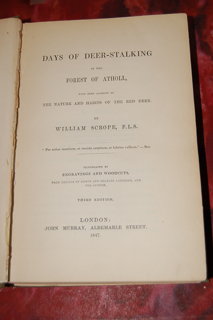 DAYS OF DEER-STALKING
IN THE
FOREST OF ATHOLL,
WITH SOME ACCOUNT OF
THE NATURE AND HABITS OF THE RED DEER.
BY
WILLIAM SCROPE, F.L.S.
ILLUSTRATED BY
ENGRAVINGS AND WOODCUTS,
THIRD EDITION.
LONDON:
JOHN MURRAY, ALBEMARLE STREET.
1847.